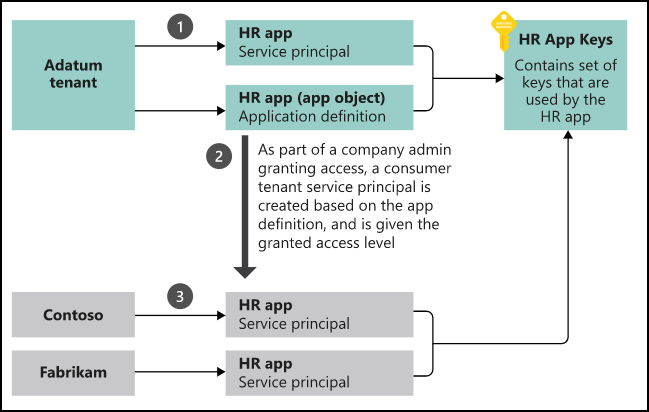 1
HR app
Service principal
Adatum
tenant
HR app (app object)
Application definition
HR App Keys
Contains set of
keys that are
used by the
HR app
2
As part of a company admin
granting access, a consumer
tenant service principal is
created based on the app
definition, and is given the
granted access level
3
Contoso
HR app
Service principal
Fabrikam
HR app
Service principal